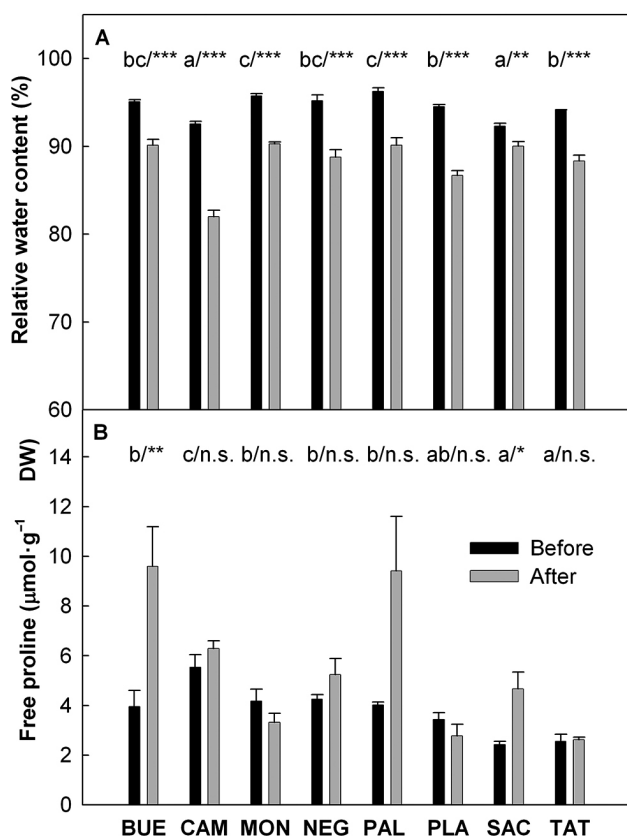 A
bc/*** a/*** c/*** bc/*** c/*** b/*** a/** b/***
100
90
80
70
60
Relative water content (%)
B
b/** c/n.s. b/n.s. b/n.s. b/n.s. ab/n.s. a/* a/n.s.
14
12
10
8
6
4
2
0
Free proline (μmol·g⁻¹ DW)
Before
After
BUE CAM MON NEG PAL PLA SAC TAT